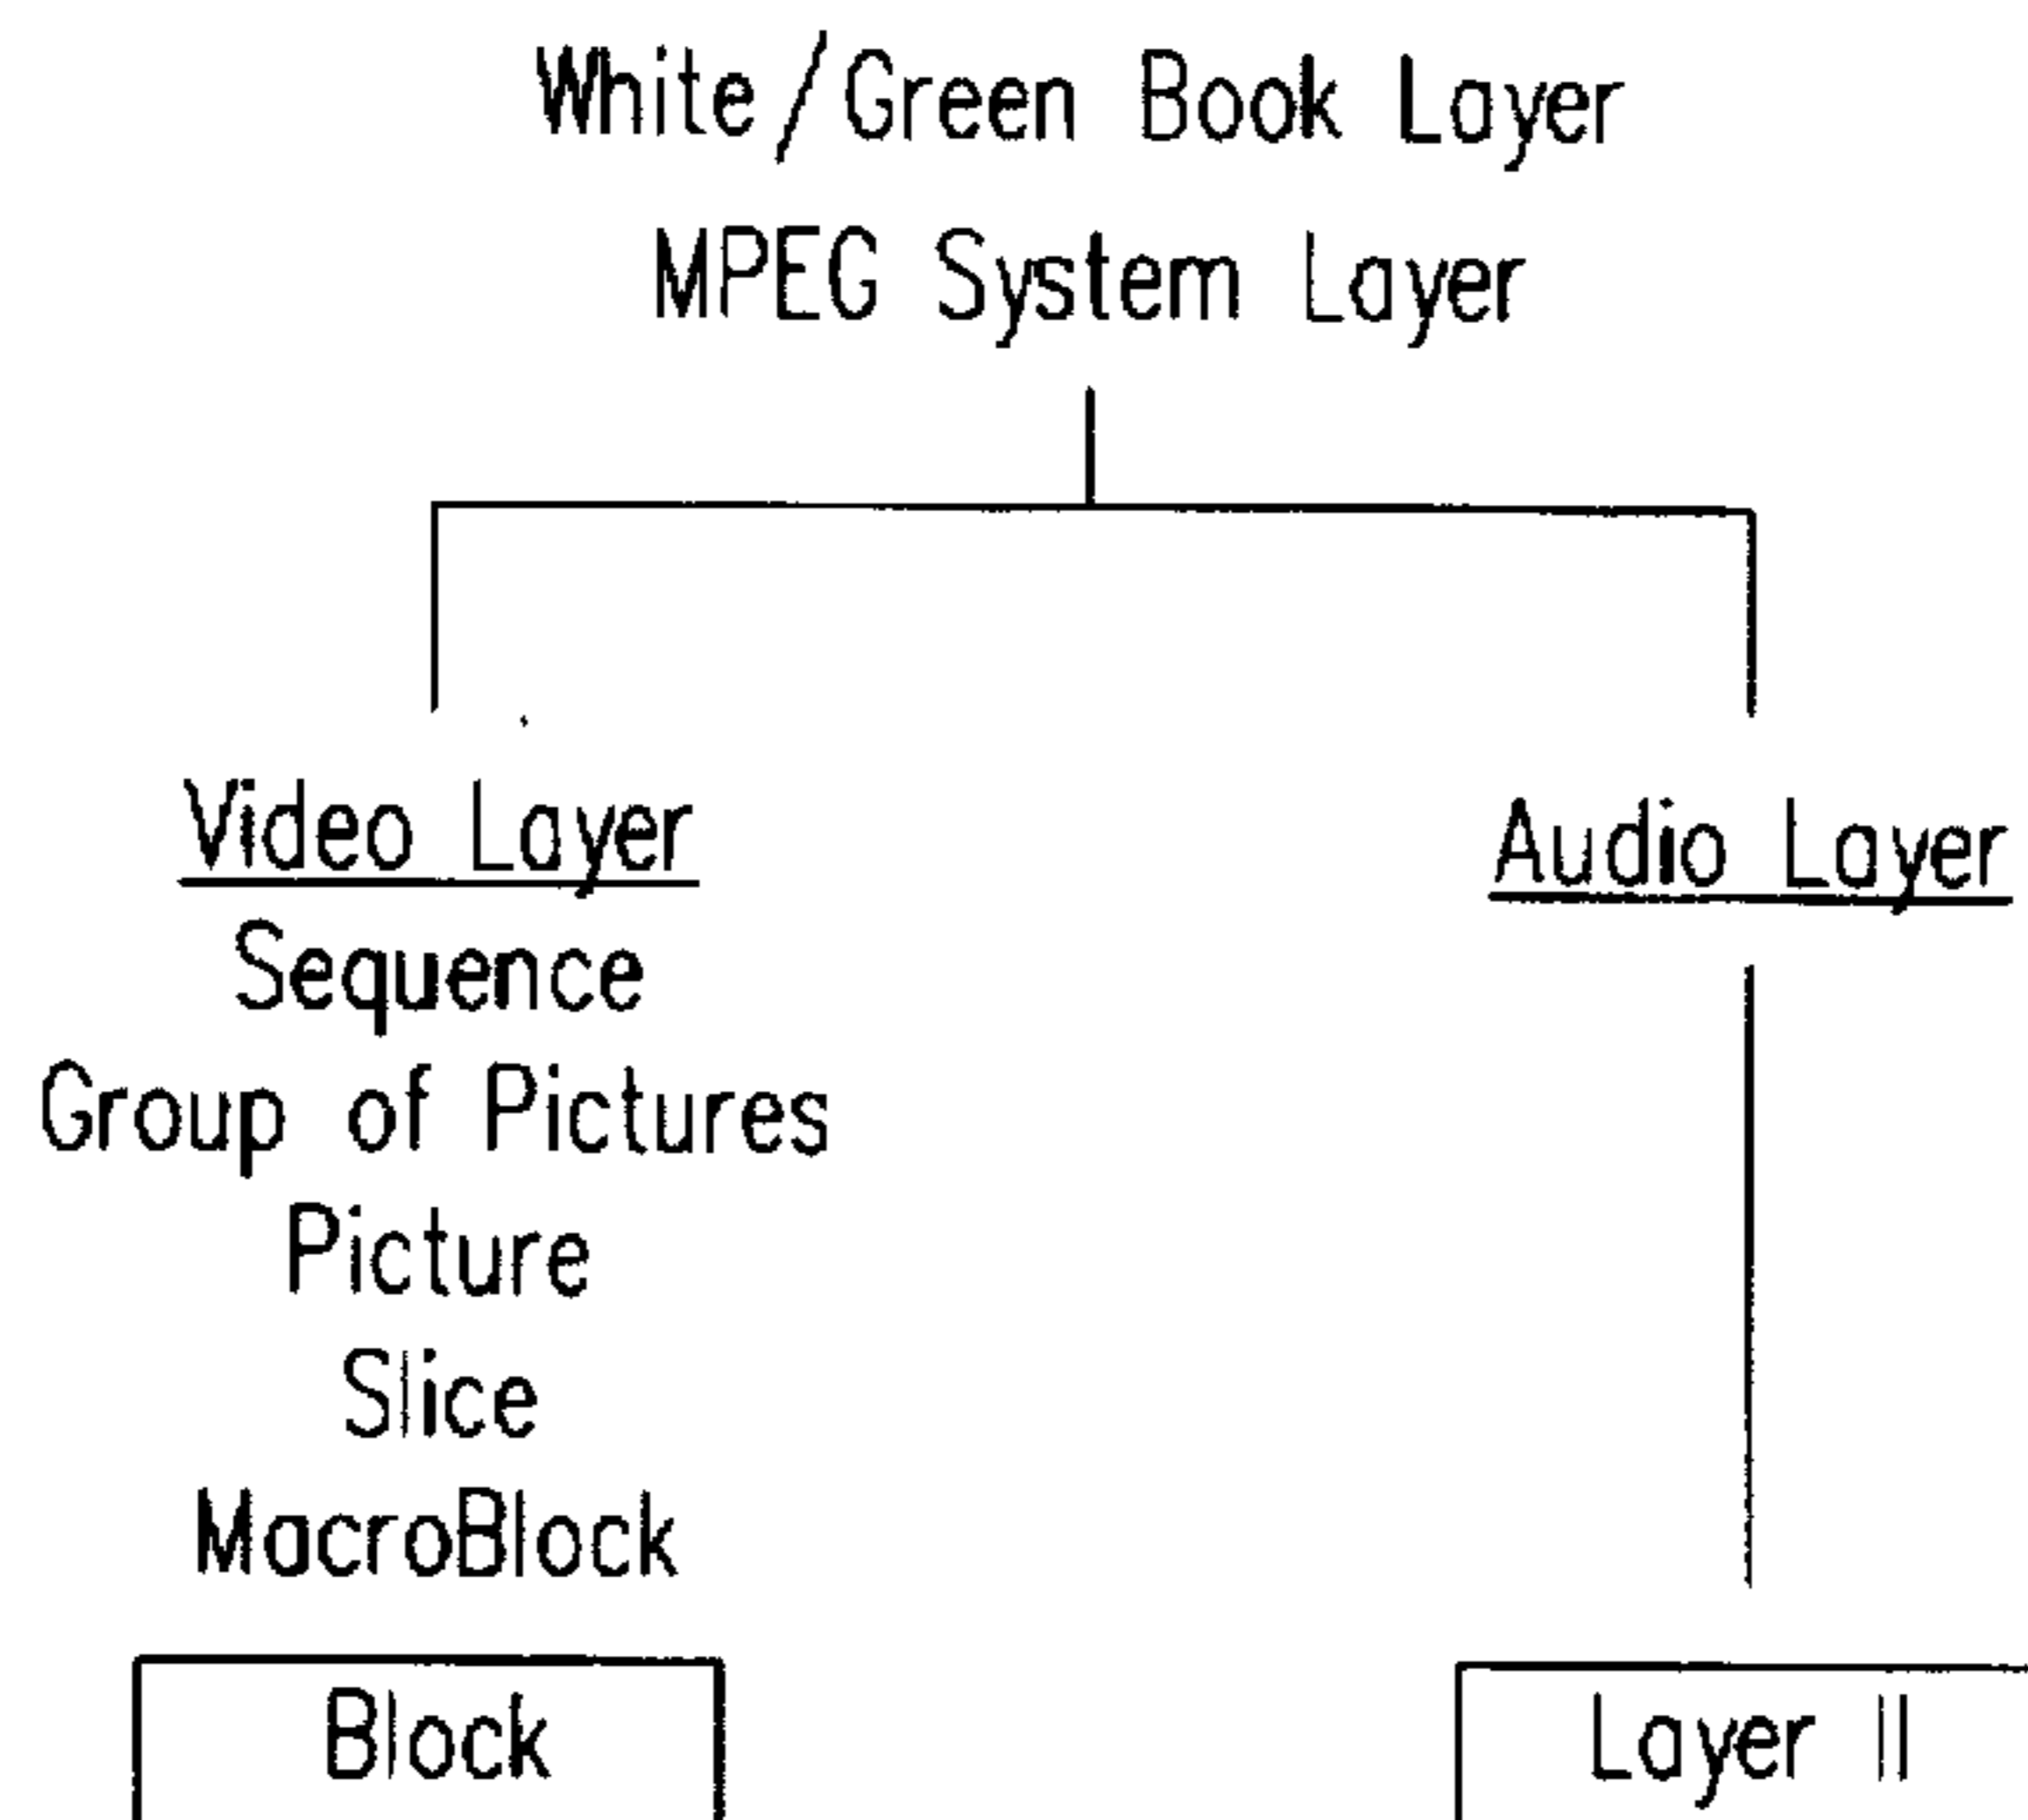 White/Green Book Layer
MPEG System Layer
Video Layer
Sequence
Group of Pictures
Picture
Slice
MacroBlock
Block
Audio Layer
Layer II